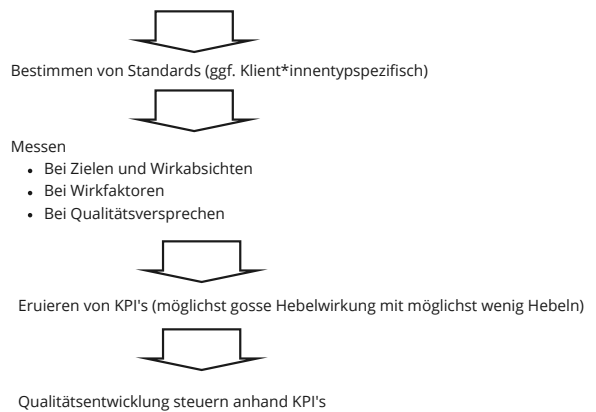 Bestimmen von Standards (ggf. Klient*innentypspezifisch)
Messen
• Bei Zielen und Wirkabsichten
• Bei Wirkfaktoren
• Bei Qualitätsversprechen
Eruieren von KPI's (möglichst gosse Hebelwirkung mit möglichst wenig Hebeln)
Qualitätsentwicklung steuern anhand KPI's